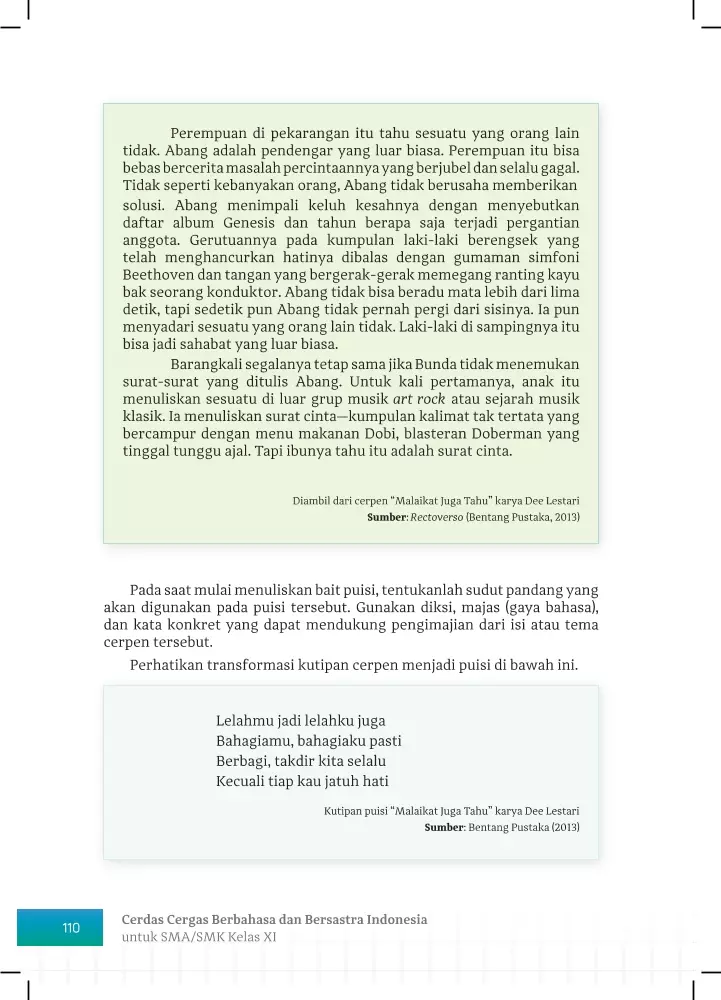 Perempuan di pekarangan itu tahu sesuatu yang orang lain
tidak. Abang adalah pendengar yang luar biasa. Perempuan itu bisa
bebas bercerita masalah percintaannya yang berjubel dan selalu gagal.
Tidak seperti kebanyakan orang, Abang tidak berusaha memberikan
solusi. Abang menimpali keluh kesahnya dengan menyebutkan
daftar album Genesis dan tahun berapa saja terjadi pergantian
anggota. Gerutuannya pada kumpulan laki-laki berengsek yang
telah menghancurkan hatinya dibalas dengan gumaman simfoni
Beethoven dan tangan yang bergerak-gerak memegang ranting kayu
bak seorang konduktor. Abang tidak bisa beradu mata lebih dari lima
detik, tapi sedetik pun Abang tidak pernah pergi dari sisinya. Ia pun
menyadari sesuatu yang orang lain tidak. Laki-laki di sampingnya itu
bisa jadi sahabat yang luar biasa.
Barangkali segalanya tetap sama jika Bunda tidak menemukan
surat-surat yang ditulis Abang. Untuk kali pertamanya, anak itu
menuliskan sesuatu di luar grup musik art rock atau sejarah musik
klasik. Ia menuliskan surat cinta—kumpulan kalimat tak tertata yang
bercampur dengan menu makanan Dobi, blasteran Doberman yang
tinggal tunggu ajal. Tapi ibunya tahu itu adalah surat cinta.
Diambil dari cerpen “Malaikat Juga Tahu” karya Dee Lestari
Sumber: Rectoverso (Bentang Pustaka, 2013)
Pada saat mulai menuliskan bait puisi, tentukanlah sudut pandang yang
akan digunakan pada puisi tersebut. Gunakan diksi, majas (gaya bahasa),
dan kata konkret yang dapat mendukung pengimajian dari isi atau tema
cerpen tersebut.
Perhatikan transformasi kutipan cerpen menjadi puisi di bawah ini.
Lelahmu jadi lelahku juga
Bahagiamu, bahagiaku pasti
Berbagi, takdir kita selalu
Kecuali tiap kau jatuh hati
Kutipan puisi “Malaikat Juga Tahu” karya Dee Lestari
Sumber: Bentang Pustaka (2013)
110
Cerdas Cergas Berbahasa dan Bersastra Indonesia
untuk SMA/SMK Kelas XI